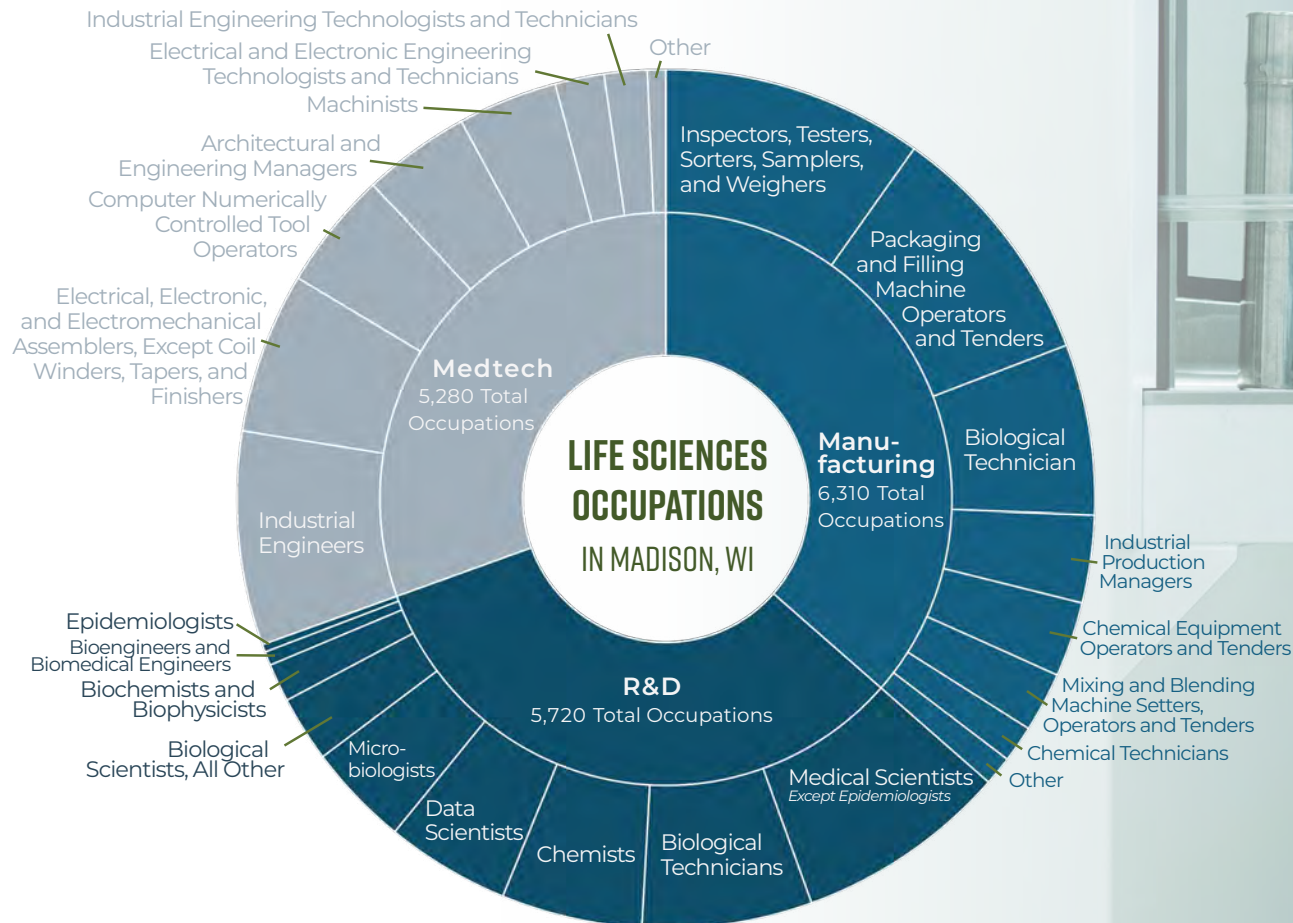 Industrial Engineering Technologists and Technicians
Electrical and Electronic Engineering
Technologists and Technicians
Other
Machinists
Architectural and
Engineering Managers
Computer Numerically
Controlled Tool
Operators
Electrical, Electronic,
and Electromechanical
Assemblers, Except Coil
Winders, Tapers, and
Finishers
Industrial
Engineers
Medtech
5,280 Total
Occupations
LIFE SCIENCES
OCCUPATIONS
IN MADISON, WI
Manu-
facturing
6,310 Total
Occupations
Inspectors, Testers,
Sorters, Samplers,
and Weighers
Packaging
and Filling
Machine
Operators
and Tenders
Biological
Technician
Industrial
Production
Managers
Chemical Equipment
Operators and Tenders
Mixing and Blending
Machine Setters,
Operators and Tenders
Chemical Technicians
Other
R&D
5,720 Total Occupations
Medical Scientists
Except Epidemiologists
Biological
Technicians
Chemists
Data
Scientists
Micro-
biologists
Biological
Scientists, All Other
Biochemists and
Biophysicists
Bioengineers and
Biomedical Engineers
Epidemiologists